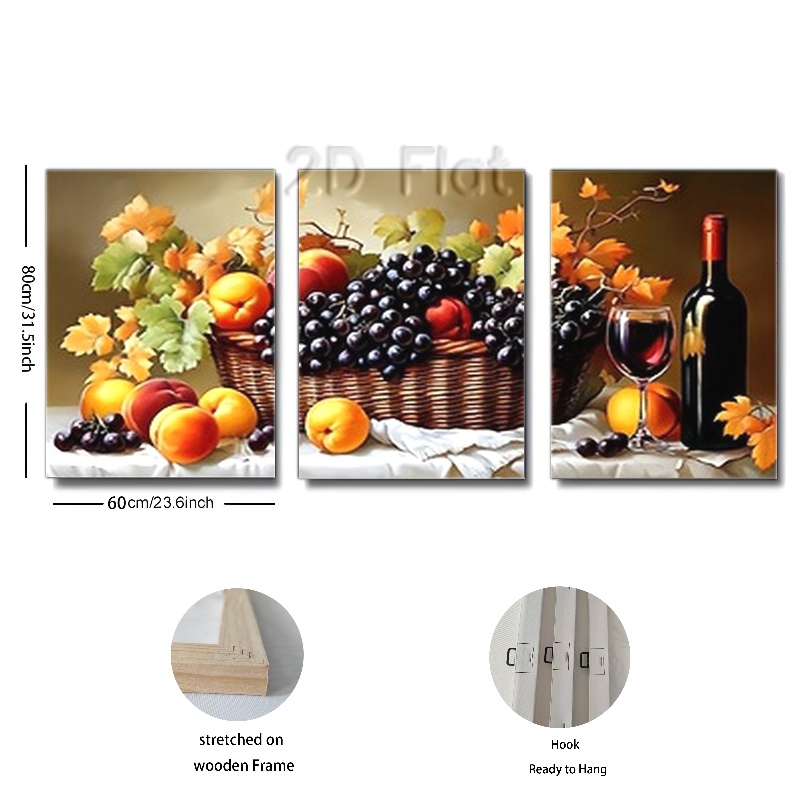 2D Flat
80cm/31.5inch
60cm/23.6inch
stretched on
wooden Frame
Hook
Ready to Hang